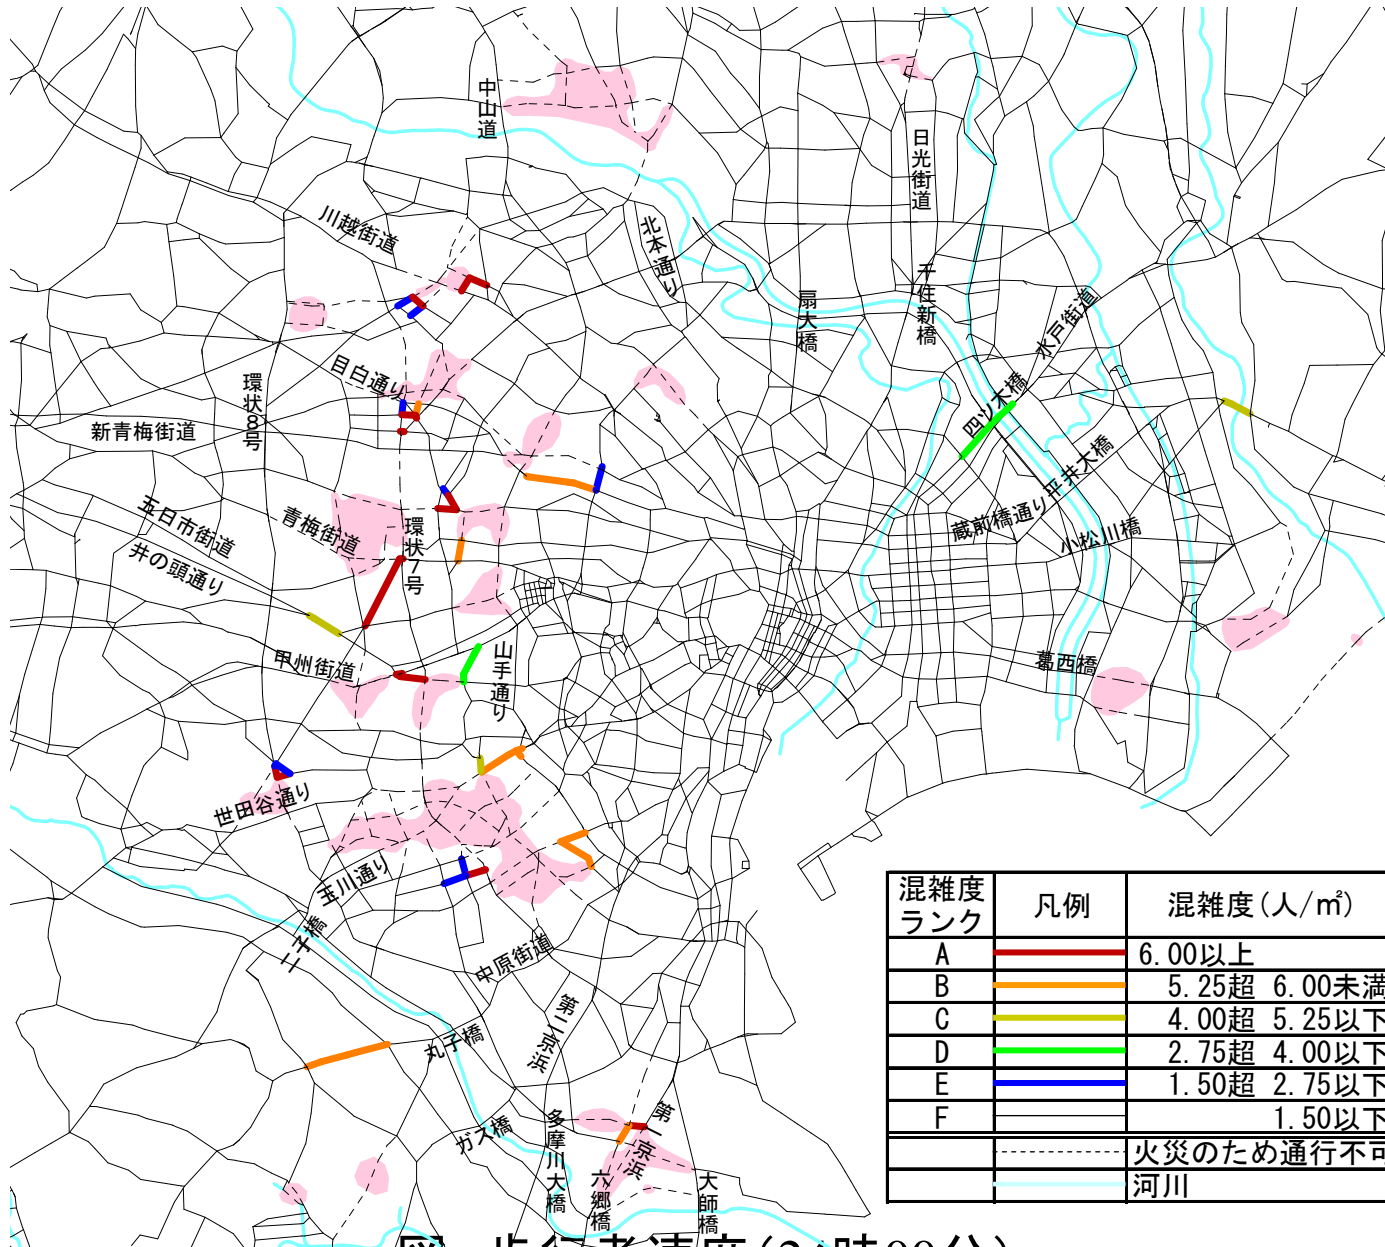 中山道
日光街道
川越街道
北本通り
千住新橋
扇大橋
水戸街道
目白通り
環状8号
四ツ木橋
新青梅街道
平井大橋
五日市街道
青梅街道
環状7号
蔵前橋通り
小松川橋
井の頭通り
甲州街道
山手通り
葛西橋
世田谷通り
玉川通り
二子橋
中原街道
第二京浜
丸子橋
ガス橋
多摩川大橋
六郷橋
第一京浜
大師橋
混雑度ランク 凡例 混雑度(人/㎡)
A 6.00以上
B 5.25超 6.00未満
C 4.00超 5.25以下
D 2.75超 4.00以下
E 1.50超 2.75以下
F 1.50以下
火災のため通行不可
河川